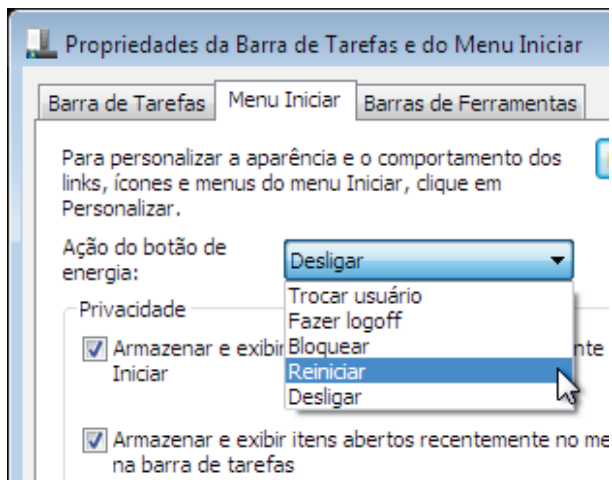 Propriedades da Barra de Tarefas e do Menu Iniciar
Barra de Tarefas Menu Iniciar Barras de Ferramentas
Para personalizar a aparência e o comportamento dos
links, ícones e menus do menu Iniciar, clique em
Personalizar.
Ação do botão de
energia:
Desligar
Trocar usuário
Fazer logoff
Bloquear
Reiniciar
Desligar
Privacidade
Armazenar e exibir
Iniciar
Armazenar e exibir itens abertos recentemente no
na barra de tarefas